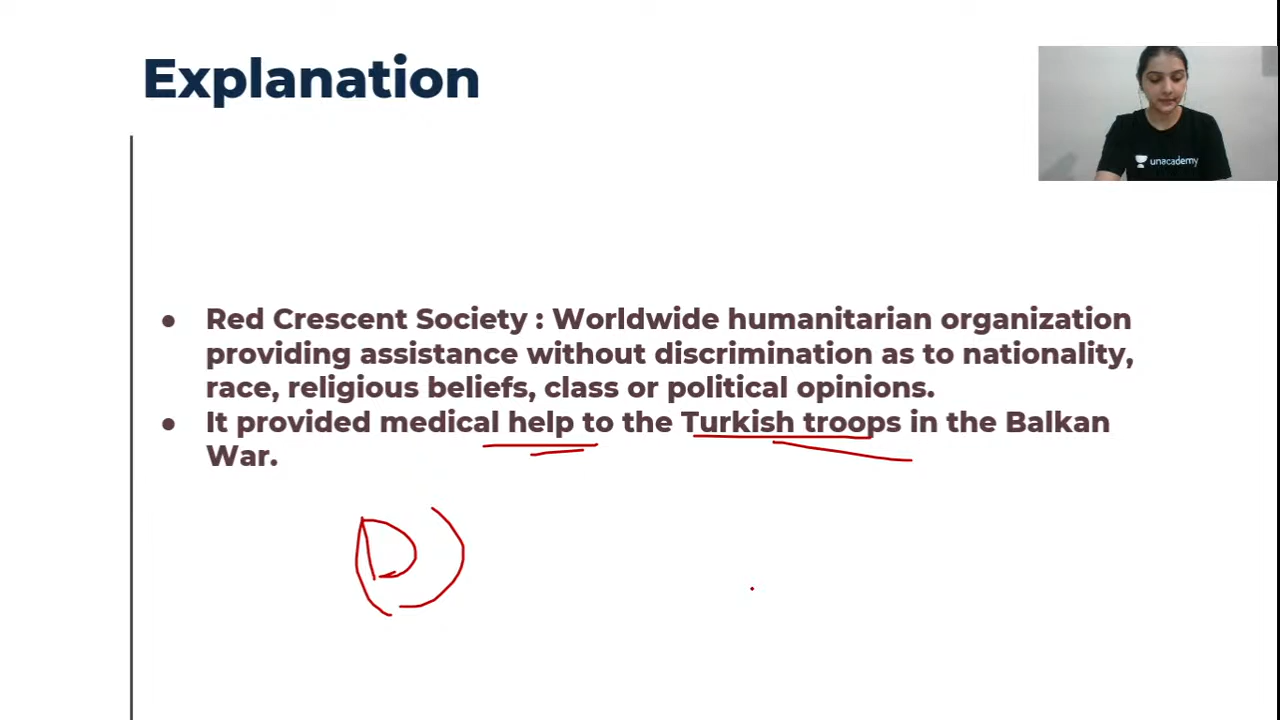 Explanation
unacademy
● Red Crescent Society : Worldwide humanitarian organization
providing assistance without discrimination as to nationality,
race, religious beliefs, class or political opinions.
● It provided medical help to the Turkish troops in the Balkan
War.
D